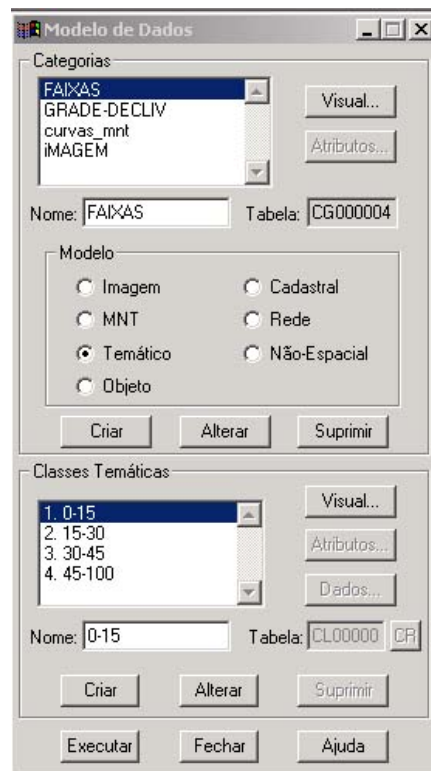 Modelo de Dados
Categorias
FAIXAS
GRADE-DECLIV
curvas_mnt
iMAGEM
Visual...
Atributos...
Nome: FAIXAS Tabela: CG000004
Modelo
Imagem Cadastral
MNT Rede
Temático Não-Espacial
Objeto
Criar Alterar Suprimir
Classes Temáticas
1. 0-15
2. 15-30
3. 30-45
4. 45-100
Visual...
Atributos...
Dados...
Nome: 0-15 Tabela: CL00000 CR
Criar Alterar Suprimir
Executar Fechar Ajuda